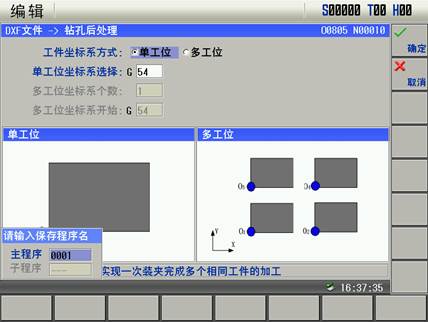 编辑 S00000 T00 H00
DXF文件 -> 钻孔后处理 O0805 N00010
确定
取消
工件坐标系方式: 单工位 多工位
单工位坐标系选择: G 54
多工位坐标系个数: 1
多工位坐标系开始: G 54
单工位 多工位
Y
X
请输入保存程序名
主程序 0001
子程序 ----
实现一次装夹完成多个相同工件的加工
16:37:35